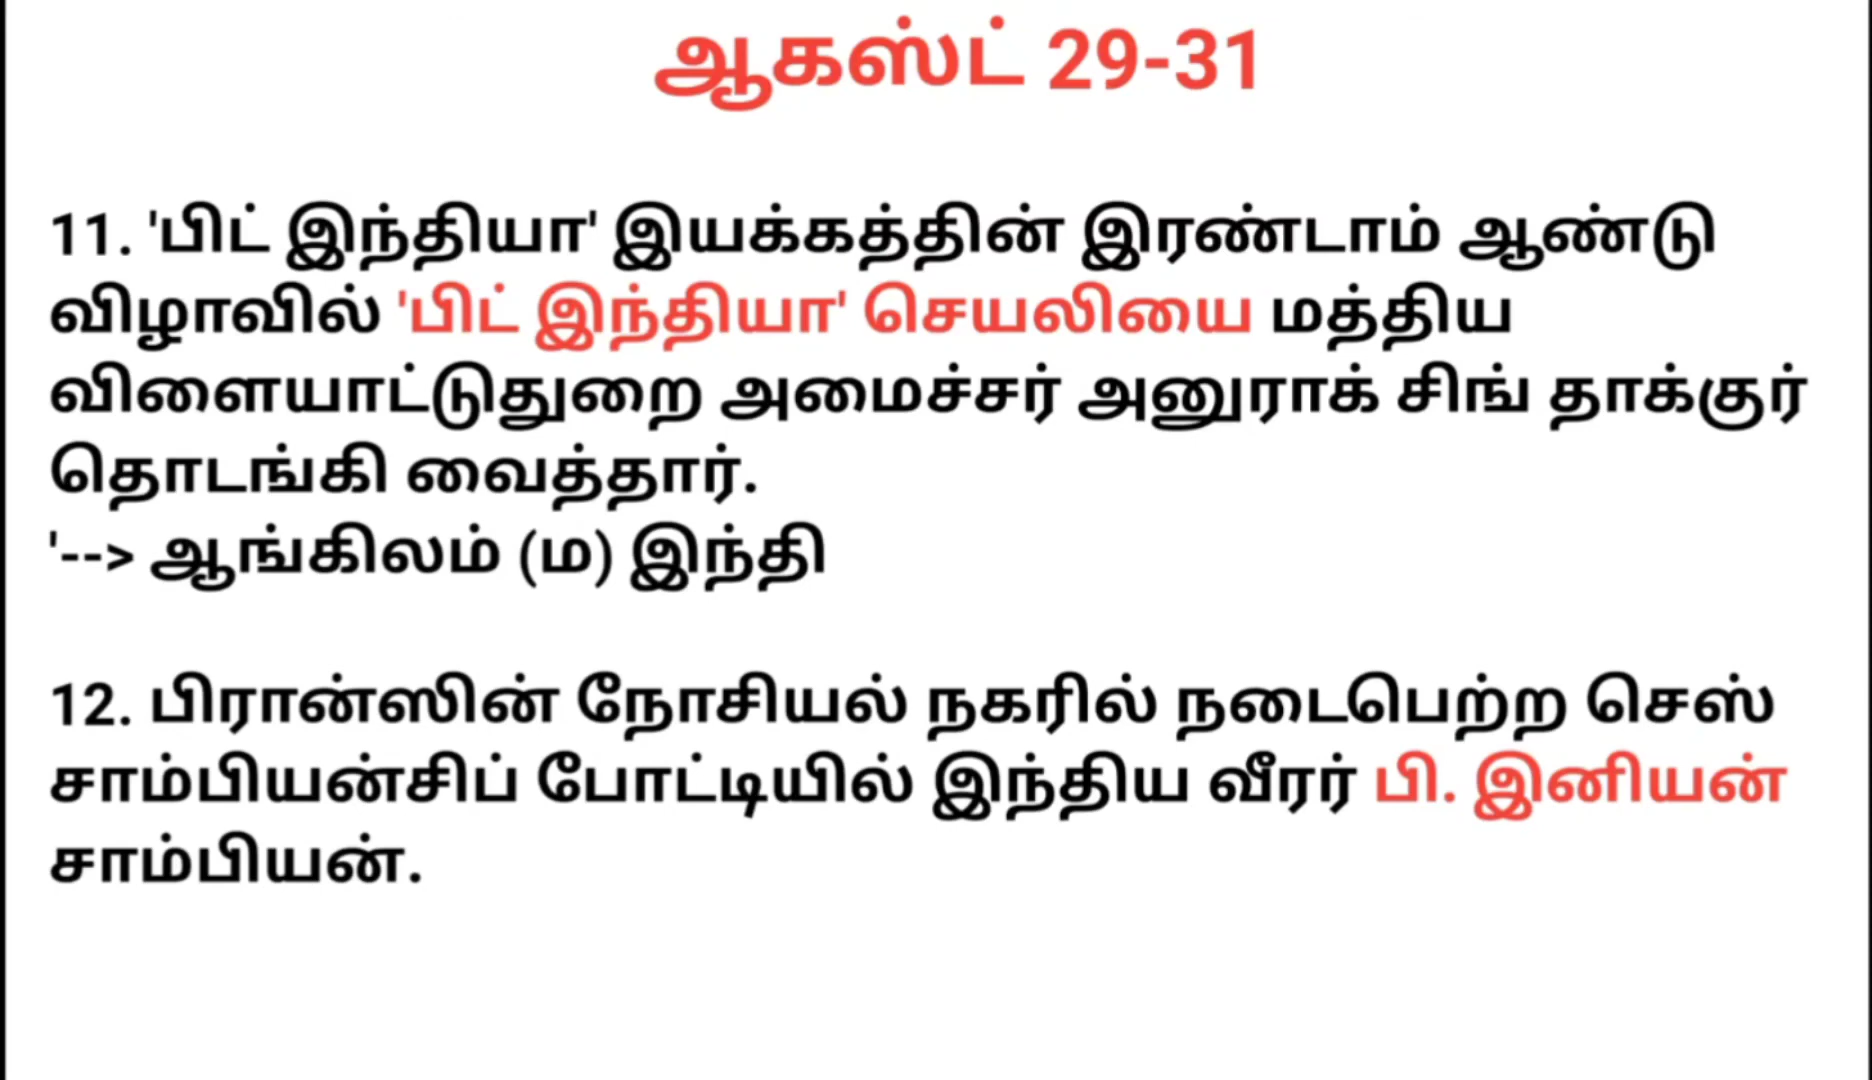 ஆகஸ்ட் 29-31
11. 'பிட் இந்தியா' இயக்கத்தின் இரண்டாம் ஆண்டு
விழாவில் 'பிட் இந்தியா' செயலியை மத்திய
விளையாட்டுதுறை அமைச்சர் அனுராக் சிங் தாக்குர்
தொடங்கி வைத்தார்.
'--> ஆங்கிலம் (ம) இந்தி
12. பிரான்ஸின் நோசியல் நகரில் நடைபெற்ற செஸ்
சாம்பியன்சிப் போட்டியில் இந்திய வீரர் பி. இனியன்
சாம்பியன்.